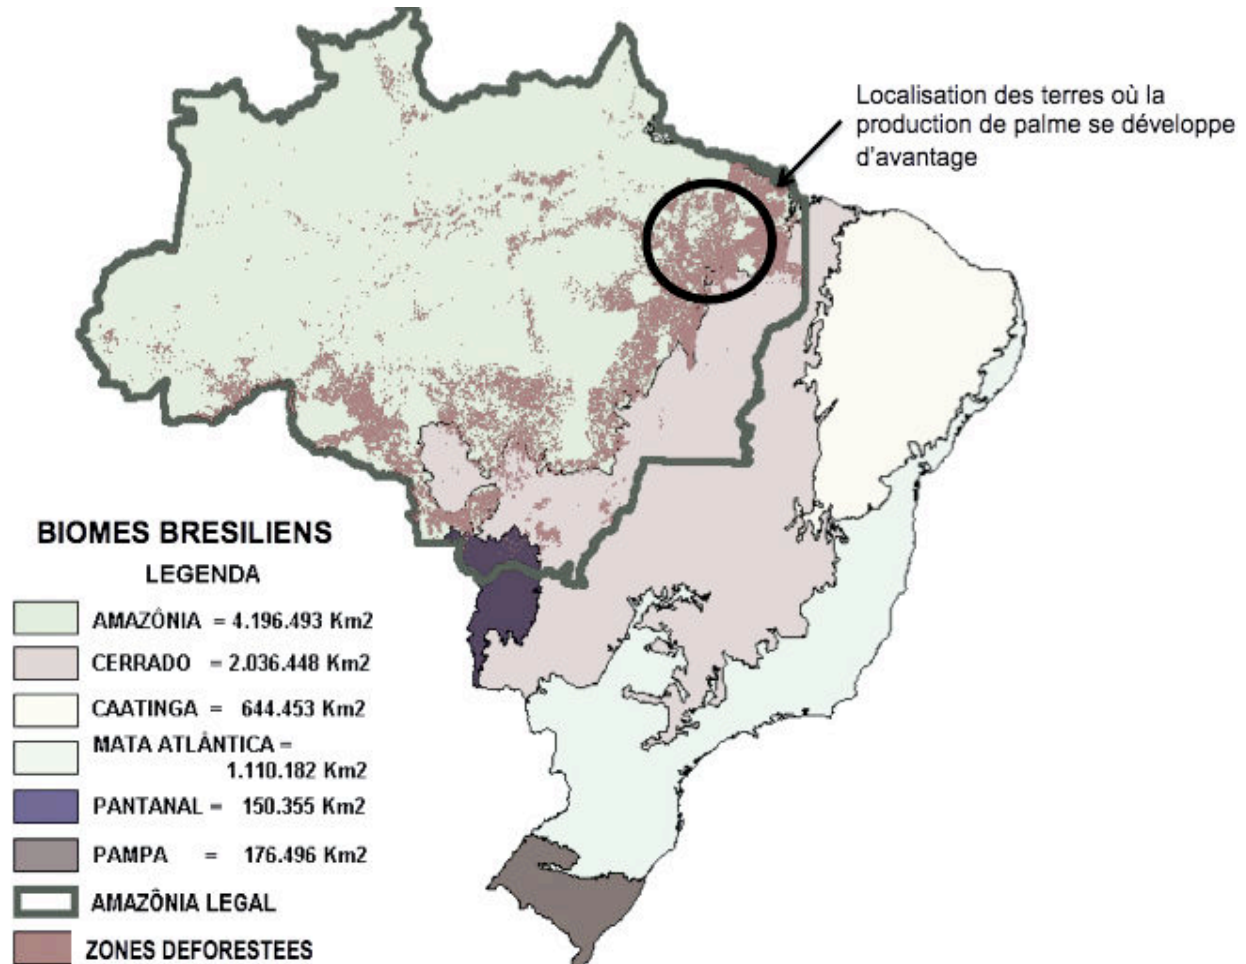 Localisation des terres où la
production de palme se développe
d'avantage
BIOMES BRESILIENS
LEGENDA
AMAZÓNIA = 4.196.493 Km2
CERRADO = 2.036.448 Km2
CAATINGA = 644.453 Km2
MATA ATLÂNTICA =
1.110.182 Km2
PANTANAL = 150.355 Km2
PAMPA = 176.496 Km2
AMAZÔNIA LEGAL
ZONES DEFORESTEES